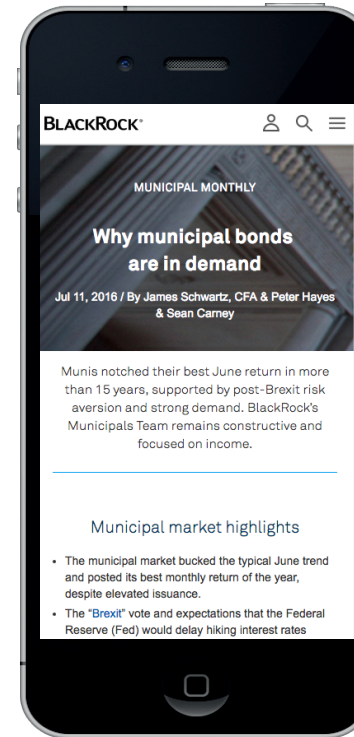 BLACKROCK®
MUNICIPAL MONTHLY
Why municipal bonds
are in demand
Jul 11, 2016 / By James Schwartz, CFA & Peter Hayes
& Sean Carney
Munis notched their best June return in more
than 15 years, supported by post-Brexit risk
aversion and strong demand. BlackRock's
Municipals Team remains constructive and
focused on income.
Municipal market highlights
• The municipal market bucked the typical June trend
and posted its best monthly return of the year,
despite elevated issuance.
• The "Brexit" vote and expectations that the Federal
Reserve (Fed) would delay hiking interest rates